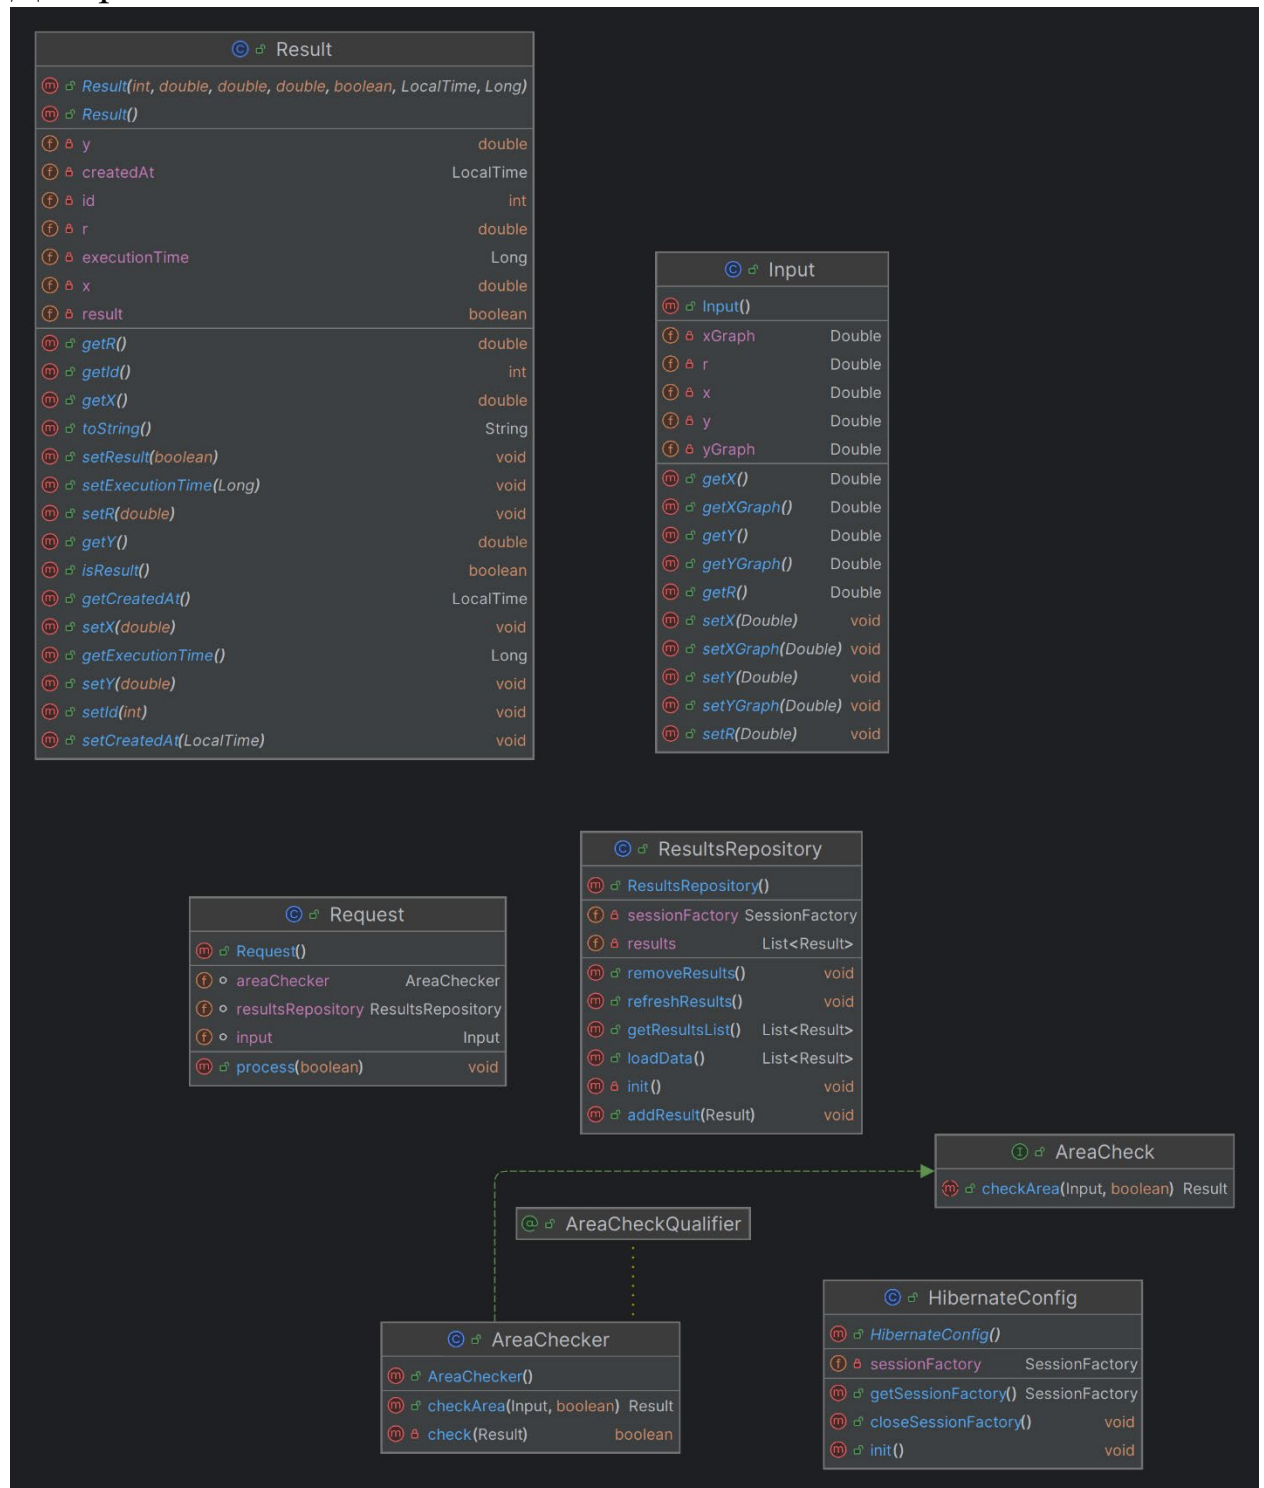 Result
Result(int, double, double, double, boolean, LocalTime, Long)
Result()
y double
createdAt LocalTime
id int
r double
executionTime Long
x double
result boolean
getR() double
getId() int
getX() double
toString() String
setResult(boolean) void
setExecutionTime(Long) void
setR(double) void
getY() double
isResult() boolean
getCreatedAt() LocalTime
setX(double) void
getExecutionTime() Long
setY(double) void
setId(int) void
setCreatedAt(LocalTime) void
Input
Input()
xGraph Double
r Double
x Double
y Double
yGraph Double
getX() Double
getXGraph() Double
getY() Double
getYGraph() Double
getR() Double
setX(Double) void
setXGraph(Double) void
setY(Double) void
setYGraph(Double) void
setR(Double) void
ResultsRepository
ResultsRepository()
sessionFactory SessionFactory
results List<Result>
removeResults() void
refreshResults() void
getResultsList() List<Result>
loadData() List<Result>
init() void
addResult(Result) void
Request
Request()
areaChecker AreaChecker
resultsRepository ResultsRepository
input Input
process(boolean) void
AreaCheck
checkArea(Input, boolean) Result
AreaCheckQualifier
AreaChecker
AreaChecker()
checkArea(Input, boolean) Result
check(Result) boolean
HibernateConfig
HibernateConfig()
sessionFactory SessionFactory
getSessionFactory() SessionFactory
closeSessionFactory() void
init() void